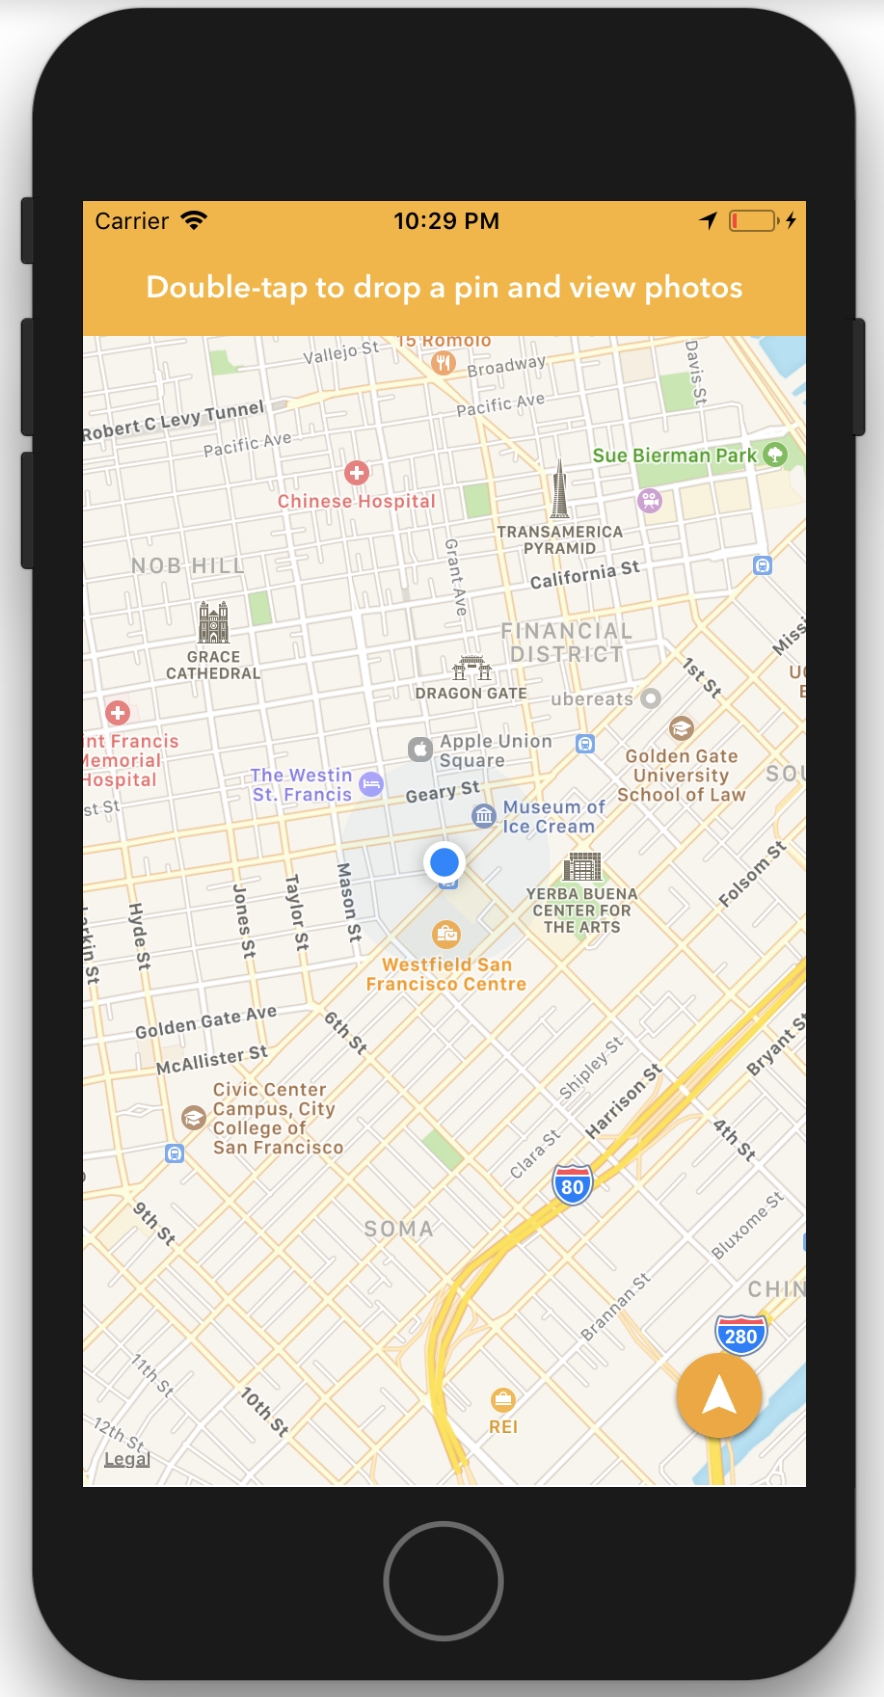 Carrier
10:29 PM
Double-tap to drop a pin and view photos
15 Romolo
Vallejo St
Broadway
Davis St
Pacific Ave
Robert C Levy Tunnel
Pacific Ave
Sue Bierman Park
Chinese Hospital
TRANSAMERICA
PYRAMID
Grant Ave
NOB HILL
California St
FINANCIAL
DISTRICT
GRACE
CATHEDRAL
DRAGON GATE
1st St
ubereats
int Francis
Memorial
Hospital
Apple Union
Square
Golden Gate
University
School of Law
SOU
The Westin
St. Francis
Geary St
st St
Museum of
Ice Cream
Folsom St
YERBA BUENA
CENTER FOR
THE ARTS
Mason St
Taylor St
Jones St
Hyde St
arkin St
Westfield San
Francisco Centre
Golden Gate Ave
6th St
McAllister St
Shipley St
Bryant St
Harrison St
Civic Center
Campus, City
College of
San Francisco
4th St
Clara St
80
9th St
SOMA
Bluxome St
CHIN
Brannan St
280
11th St
10th St
REI
12th St
Legal